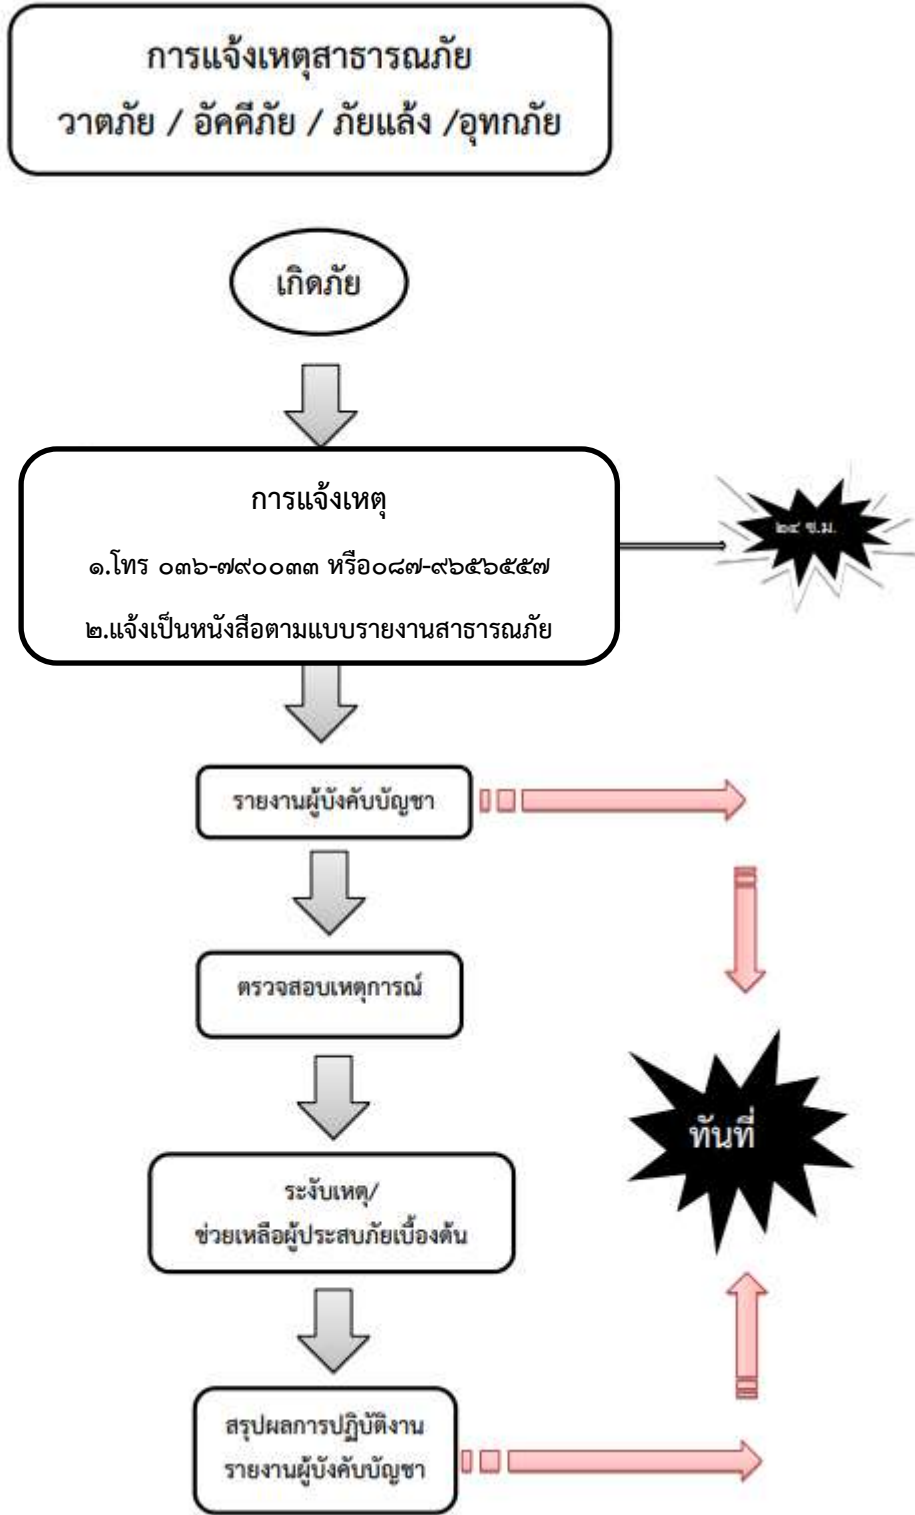 การแจ้งเหตุสาธารณภัย
วาตภัย / อัคคีภัย / ภัยแล้ง /อุทกภัย
เกิดภัย
การแจ้งเหตุ
๑.โทร ๐๓๖-๗๙๐๐๓๓ หรือ๐๘๗-๙๖๕๖๕๕๗
๒.แจ้งเป็นหนังสือตามแบบรายงานสาธารณภัย
๒๔ ช.ม.
รายงานผู้บังคับบัญชา
ตรวจสอบเหตุการณ์
ทันที่
ระงับเหตุ/
ช่วยเหลือผู้ประสบภัยเบื้องต้น
สรุปผลการปฏิบัติงาน
รายงานผู้บังคับบัญชา